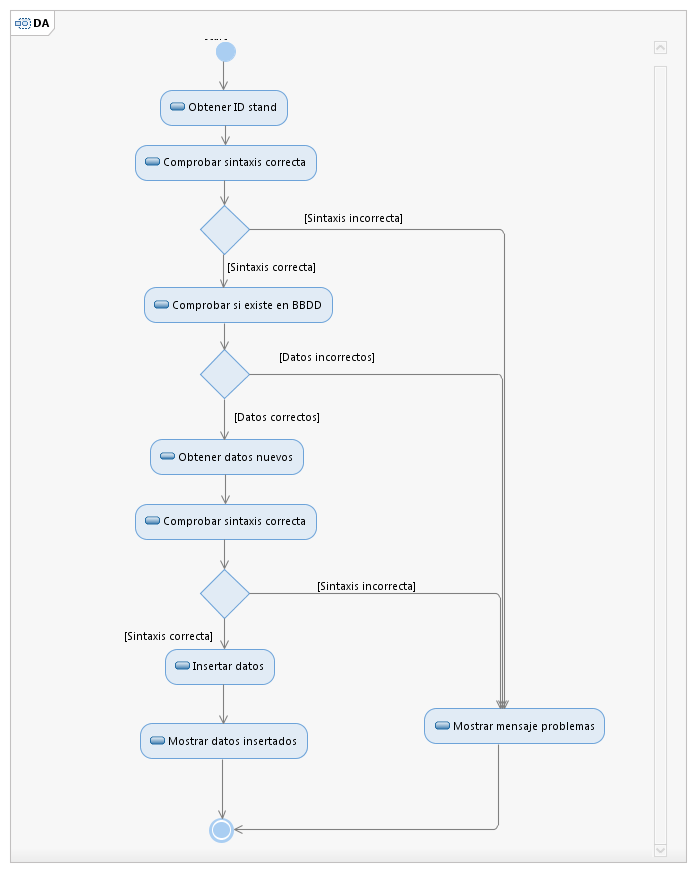 DA
Obtener ID stand
Comprobar sintaxis correcta
[Sintaxis incorrecta]
[Sintaxis correcta]
Comprobar si existe en BBDD
[Datos incorrectos]
[Datos correctos]
Obtener datos nuevos
Comprobar sintaxis correcta
[Sintaxis incorrecta]
[Sintaxis correcta]
Insertar datos
Mostrar mensaje problemas
Mostrar datos insertados